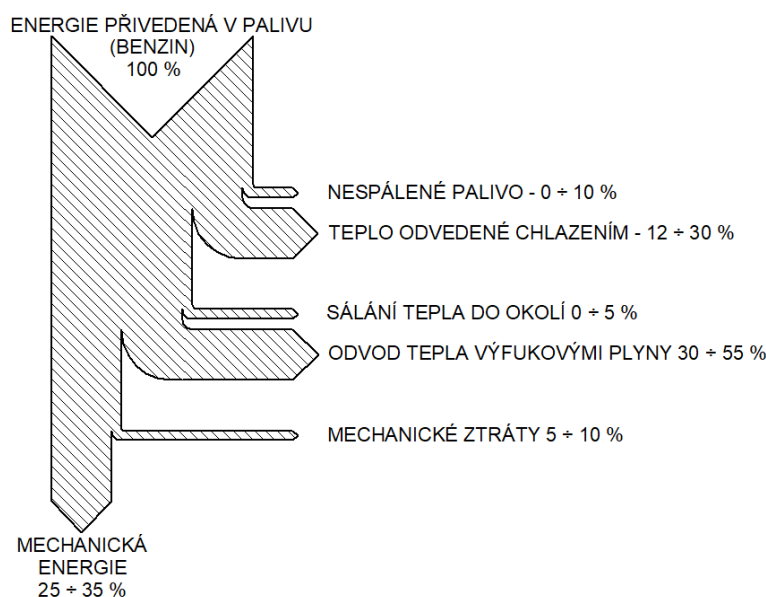 ENERGIE PŘIVEDENÁ V PALIVU
(BENZIN)
100 %
NESPÁLENÉ PALIVO - 0 ÷ 10 %
TEPLO ODVEDENÉ CHLAZENÍM - 12 ÷ 30 %
SÁLÁNÍ TEPLA DO OKOLÍ 0 ÷ 5 %
ODVOD TEPLA VÝFUKOVÝMI PLYNY 30 ÷ 55 %
MECHANICKÉ ZTRÁTY 5 ÷ 10 %
MECHANICKÁ
ENERGIE
25 ÷ 35 %